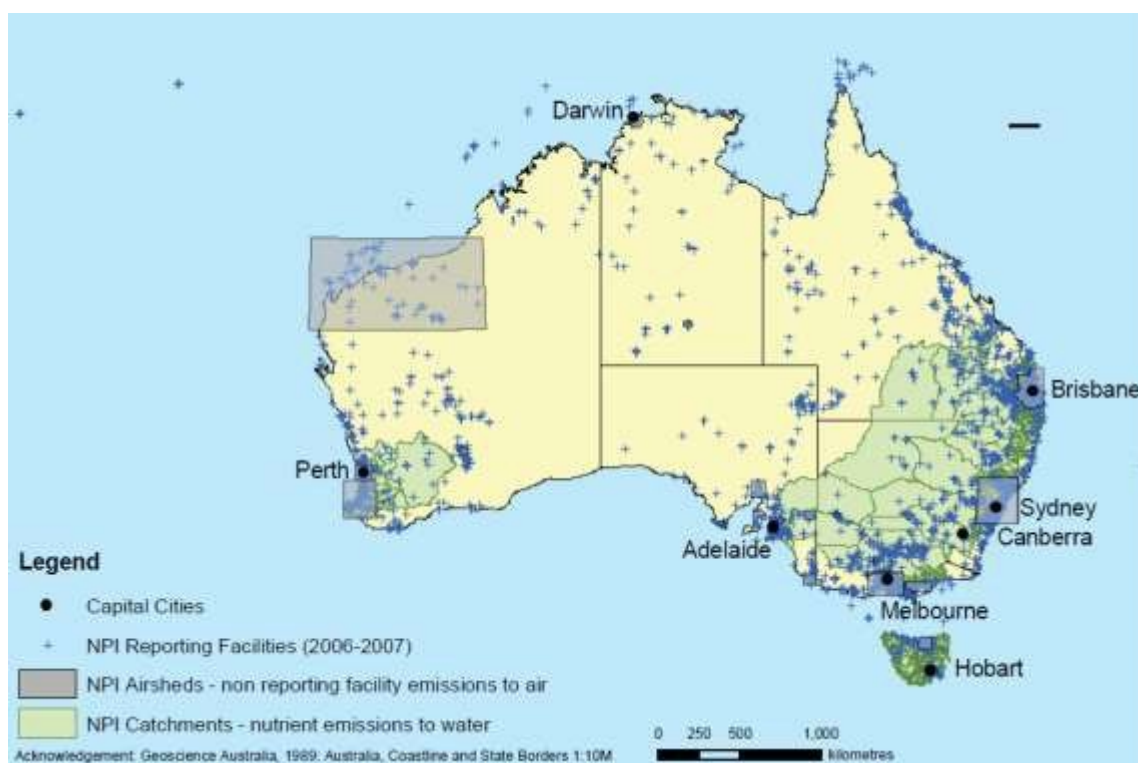 Darwin
Brisbane
Perth
Sydney
Canberra
Adelaide
Melbourne
Hobart
Legend
Capital Cities
NPI Reporting Facilities (2006-2007)
NPI Airsheds - non reporting facility emissions to air
NPI Catchments - nutrient emissions to water
0 250 500 1,000
kilometres
Acknowledgement: Geoscience Australia, 1989: Australia, Coastline and State Borders 1:10M